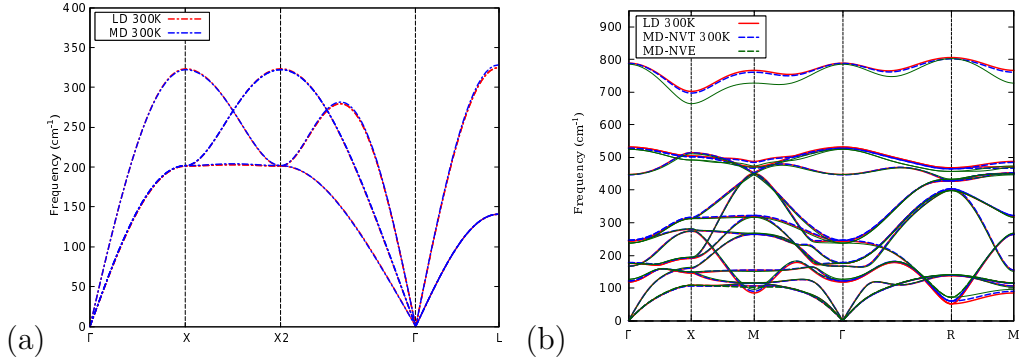 400
350
300
250
200
150
100
50
0
Frequency (cm⁻¹)
LD 300K
MD 300K
Γ X X2 Γ L
(a)
900
800
700
600
500
400
300
200
100
0
Frequency (cm⁻¹)
LD 300K
MD-NVT 300K
MD-NVE
Γ X M Γ R M
(b)